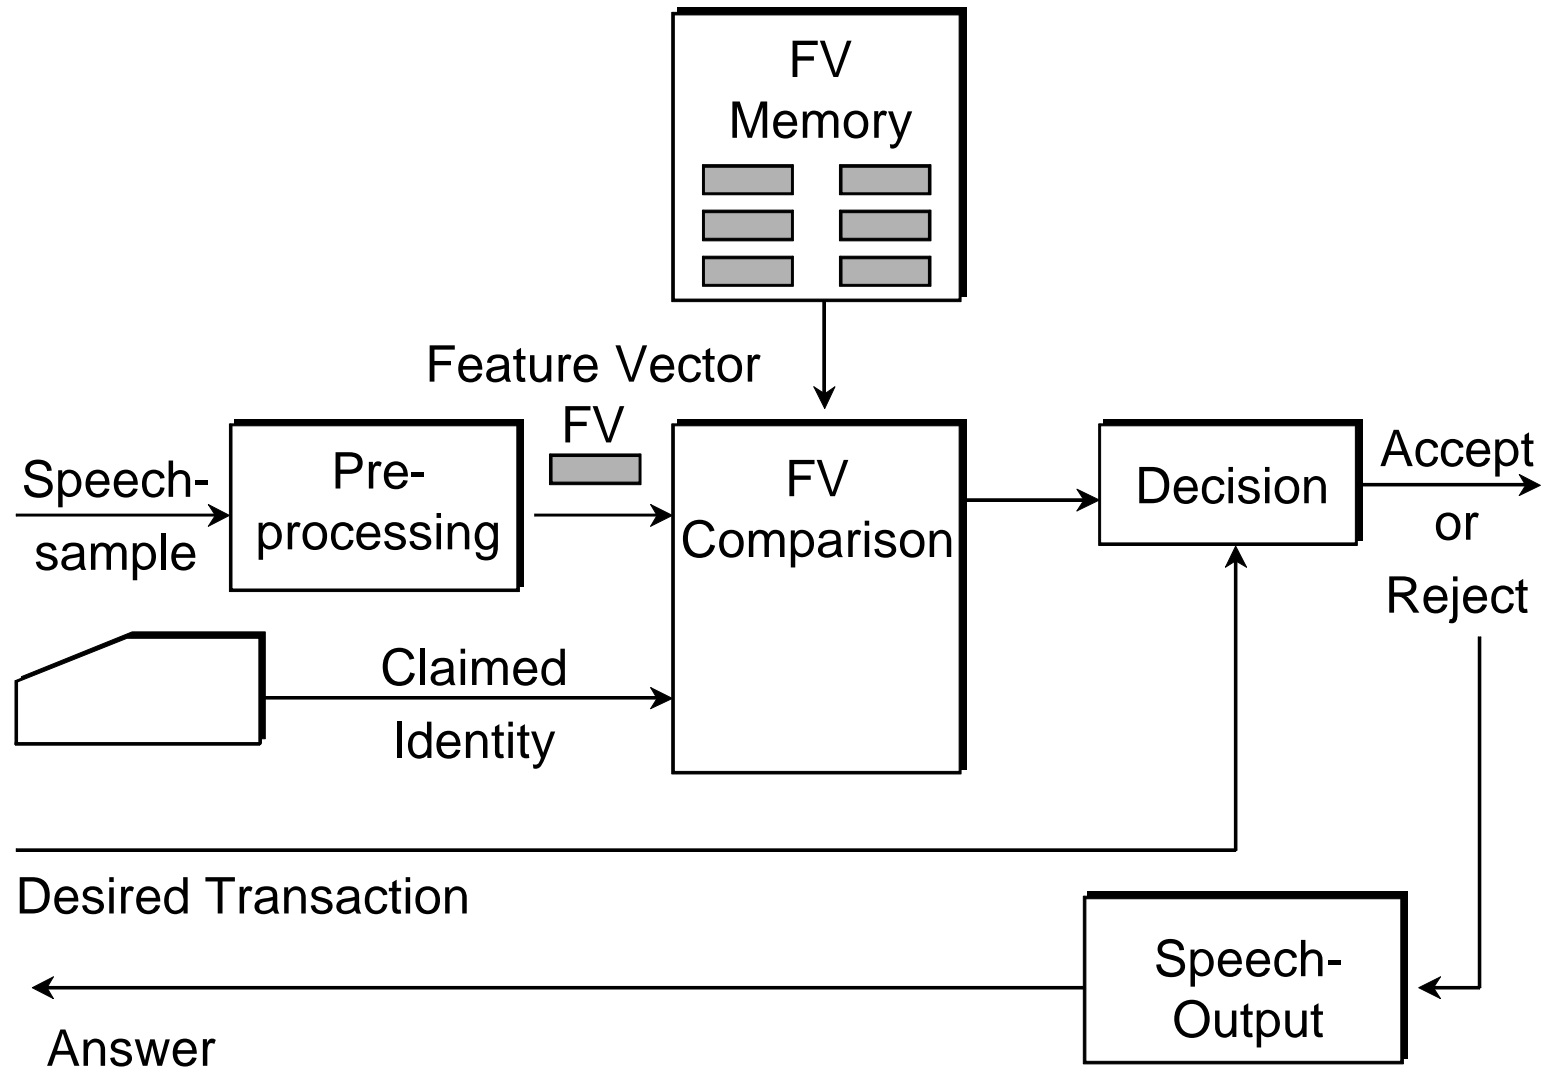 FV
Memory
Feature Vector
FV
Speech-
sample
Pre-
processing
FV
Comparison
Decision
Accept
or
Reject
Claimed
Identity
Desired Transaction
Speech-
Output
Answer